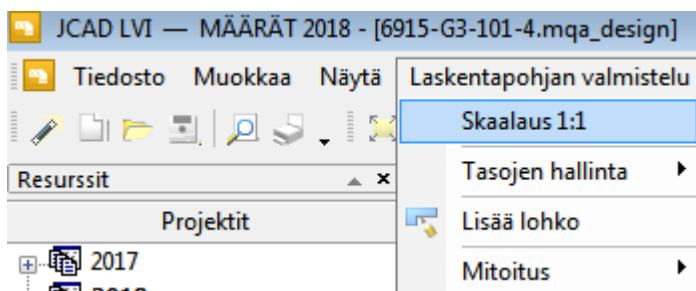 JCAD LVI — MÄÄRÄT 2018 - [6915-G3-101-4.mqa_design]
Tiedosto Muokkaa Näytä Laskentapohjan valmistelu
Skaalaus 1:1
Resurssit
Tasojen hallinta
Projektit
Lisää lohko
2017
Mitoitus
2018